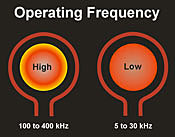 Operating Frequency
High
Low
100 to 400 kHz
5 to 30 kHz